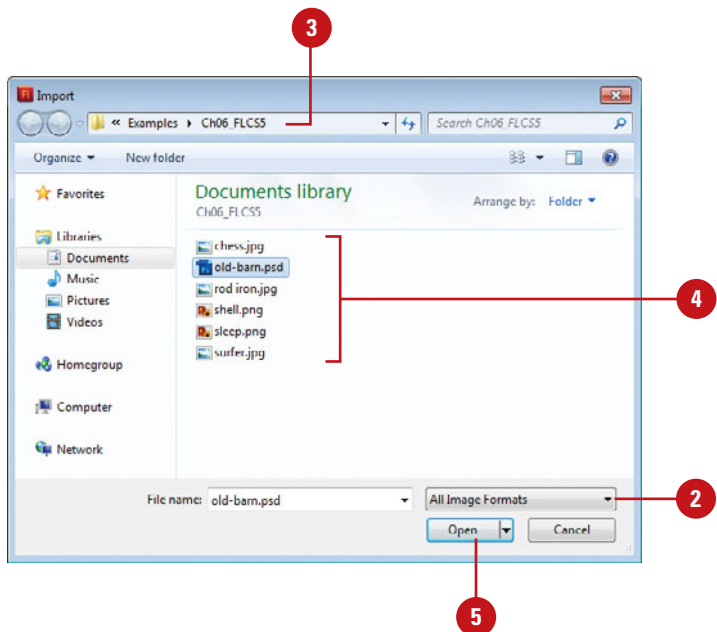 3
Fl Import
« Examples Ch06_FLCS5
Search Ch06_FLCS5
Organize New folder
Favorites
Libraries
Documents
Music
Pictures
Videos
Homegroup
Computer
Network
Documents library
Ch06_FLCS5
Arrange by: Folder
chess.jpg
old-barn.psd
rod iron.jpg
shell.png
sleep.png
surfer.jpg
4
File name: old-barn.psd
All Image Formats
2
Open Cancel
5